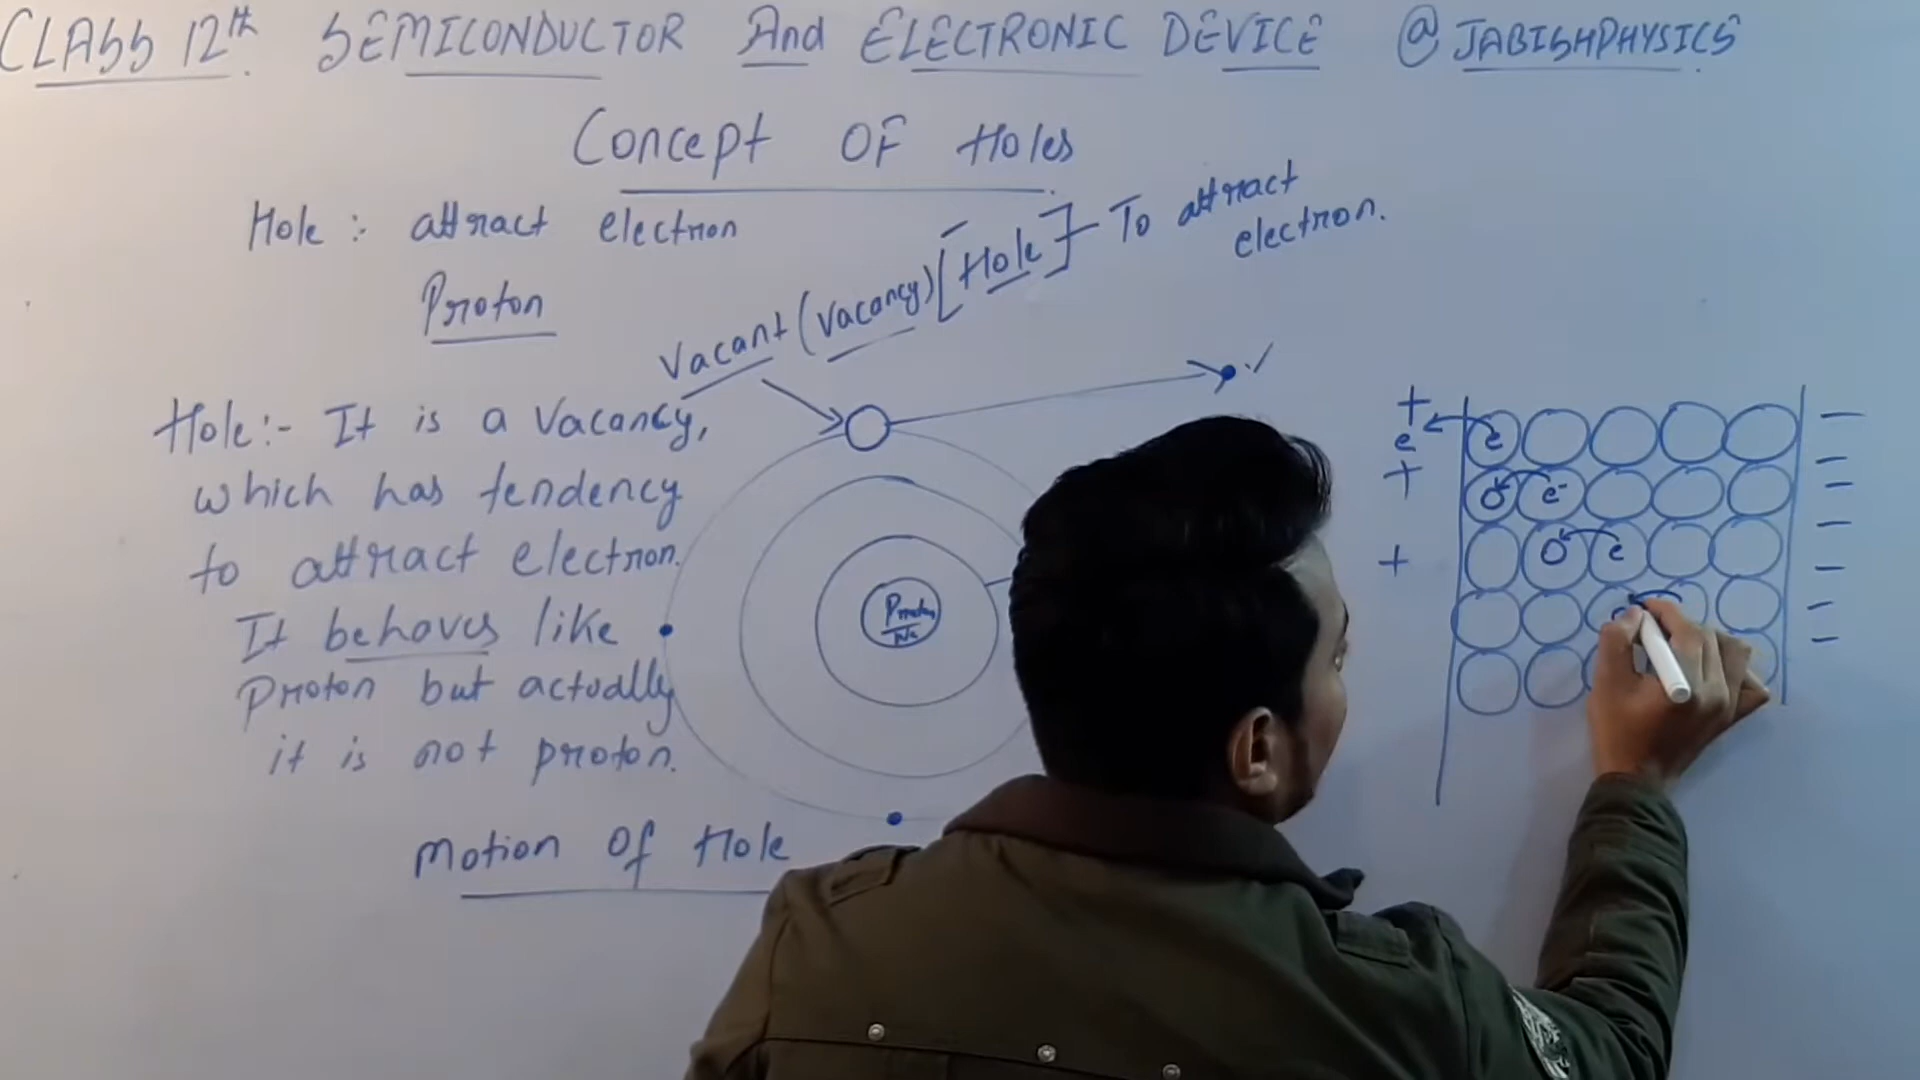 CLASS 12th SEMICONDUCTOR And ELECTRONIC DEVICE @JABISHPHYSICS
Concept OF Holes
Hole :- attract electron
Proton
Vacant (Vacancy) [Hole] - To attract
electron.
Hole:- It is a Vacancy,
which has tendency
to attract electron.
It behoves like
Proton but actually
it is not proton.
Motion Of Hole
Proton
+
e e
+
e-
+
e